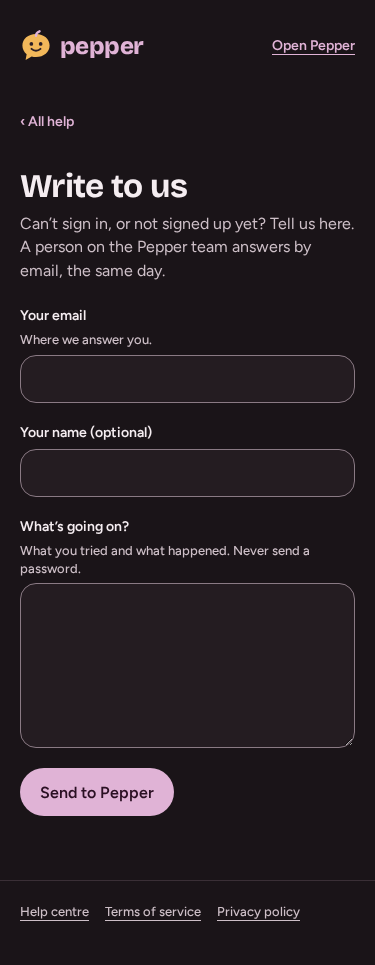 pepper
Open Pepper
‹ All help
Write to us
Can’t sign in, or not signed up yet? Tell us here.
A person on the Pepper team answers by
email, the same day.
Your email
Where we answer you.
Your name (optional)
What’s going on?
What you tried and what happened. Never send a
password.
Send to Pepper
Help centre
Terms of service
Privacy policy